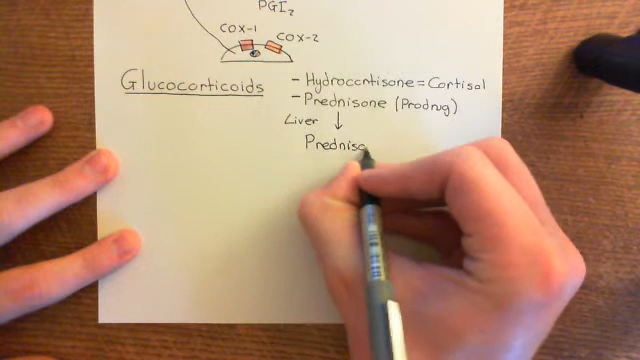 PGI₂
COX-1
COX-2
Glucocorticoids
- Hydrocortisone = Cortisol
- Prednisone (Prodrug)
Liver
Predniso